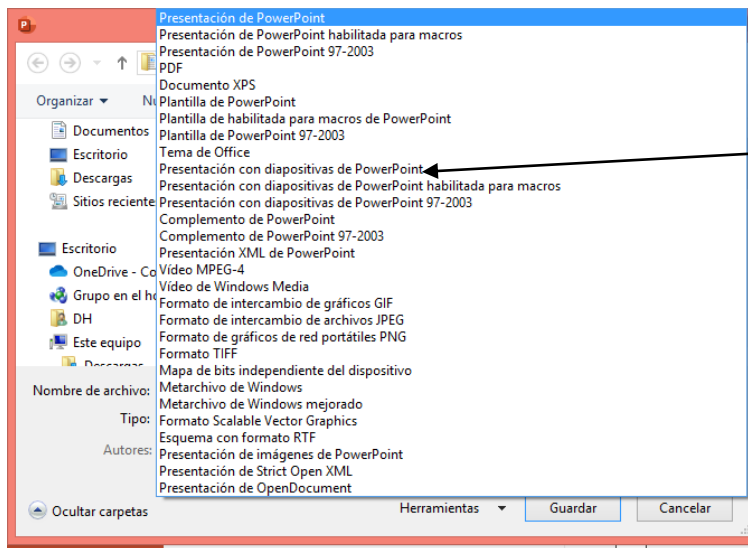 Presentación de PowerPoint
Presentación de PowerPoint habilitada para macros
Presentación de PowerPoint 97-2003
PDF
Documento XPS
Organizar
Plantilla de PowerPoint
Plantilla de habilitada para macros de PowerPoint
Documentos
Plantilla de PowerPoint 97-2003
Escritorio
Tema de Office
Descargas
Presentación con diapositivas de PowerPoint
Presentación con diapositivas de PowerPoint habilitada para macros
Sitios reciente
Presentación con diapositivas de PowerPoint 97-2003
Complemento de PowerPoint
Escritorio
Complemento de PowerPoint 97-2003
Presentación XML de PowerPoint
OneDrive - Co
Vídeo MPEG-4
Grupo en el ho
Vídeo de Windows Media
Formato de intercambio de gráficos GIF
DH
Formato de intercambio de archivos JPEG
Este equipo
Formato de gráficos de red portátiles PNG
Formato TIFF
Descargas
Mapa de bits independiente del dispositivo
Nombre de archivo:
Metarchivo de Windows
Metarchivo de Windows mejorado
Tipo:
Formato Scalable Vector Graphics
Esquema con formato RTF
Autores:
Presentación de imágenes de PowerPoint
Presentación de Strict Open XML
Presentación de OpenDocument
Ocultar carpetas
Herramientas
Guardar
Cancelar